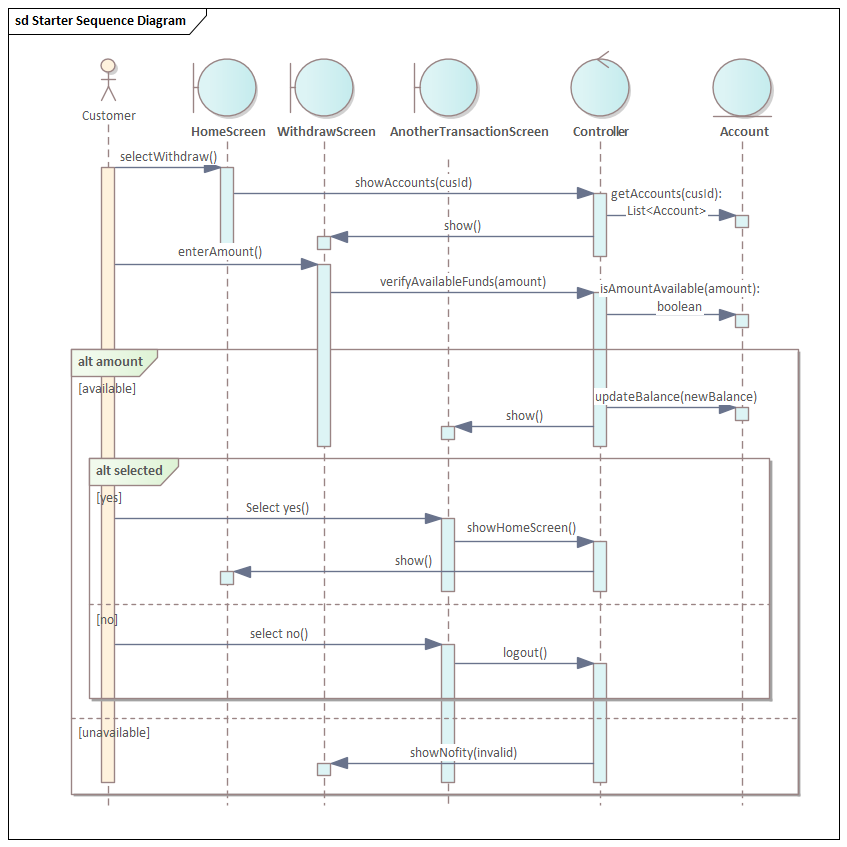 sd Starter Sequence Diagram
Customer
HomeScreen
WithdrawScreen
AnotherTransactionScreen
Controller
Account
selectWithdraw()
showAccounts(cusId)
getAccounts(cusId):
List<Account>
show()
enterAmount()
verifyAvailableFunds(amount)
isAmountAvailable(amount):
boolean
alt amount
[available]
updateBalance(newBalance)
show()
alt selected
[yes]
Select yes()
showHomeScreen()
show()
[no]
select no()
logout()
[unavailable]
showNofity(invalid)